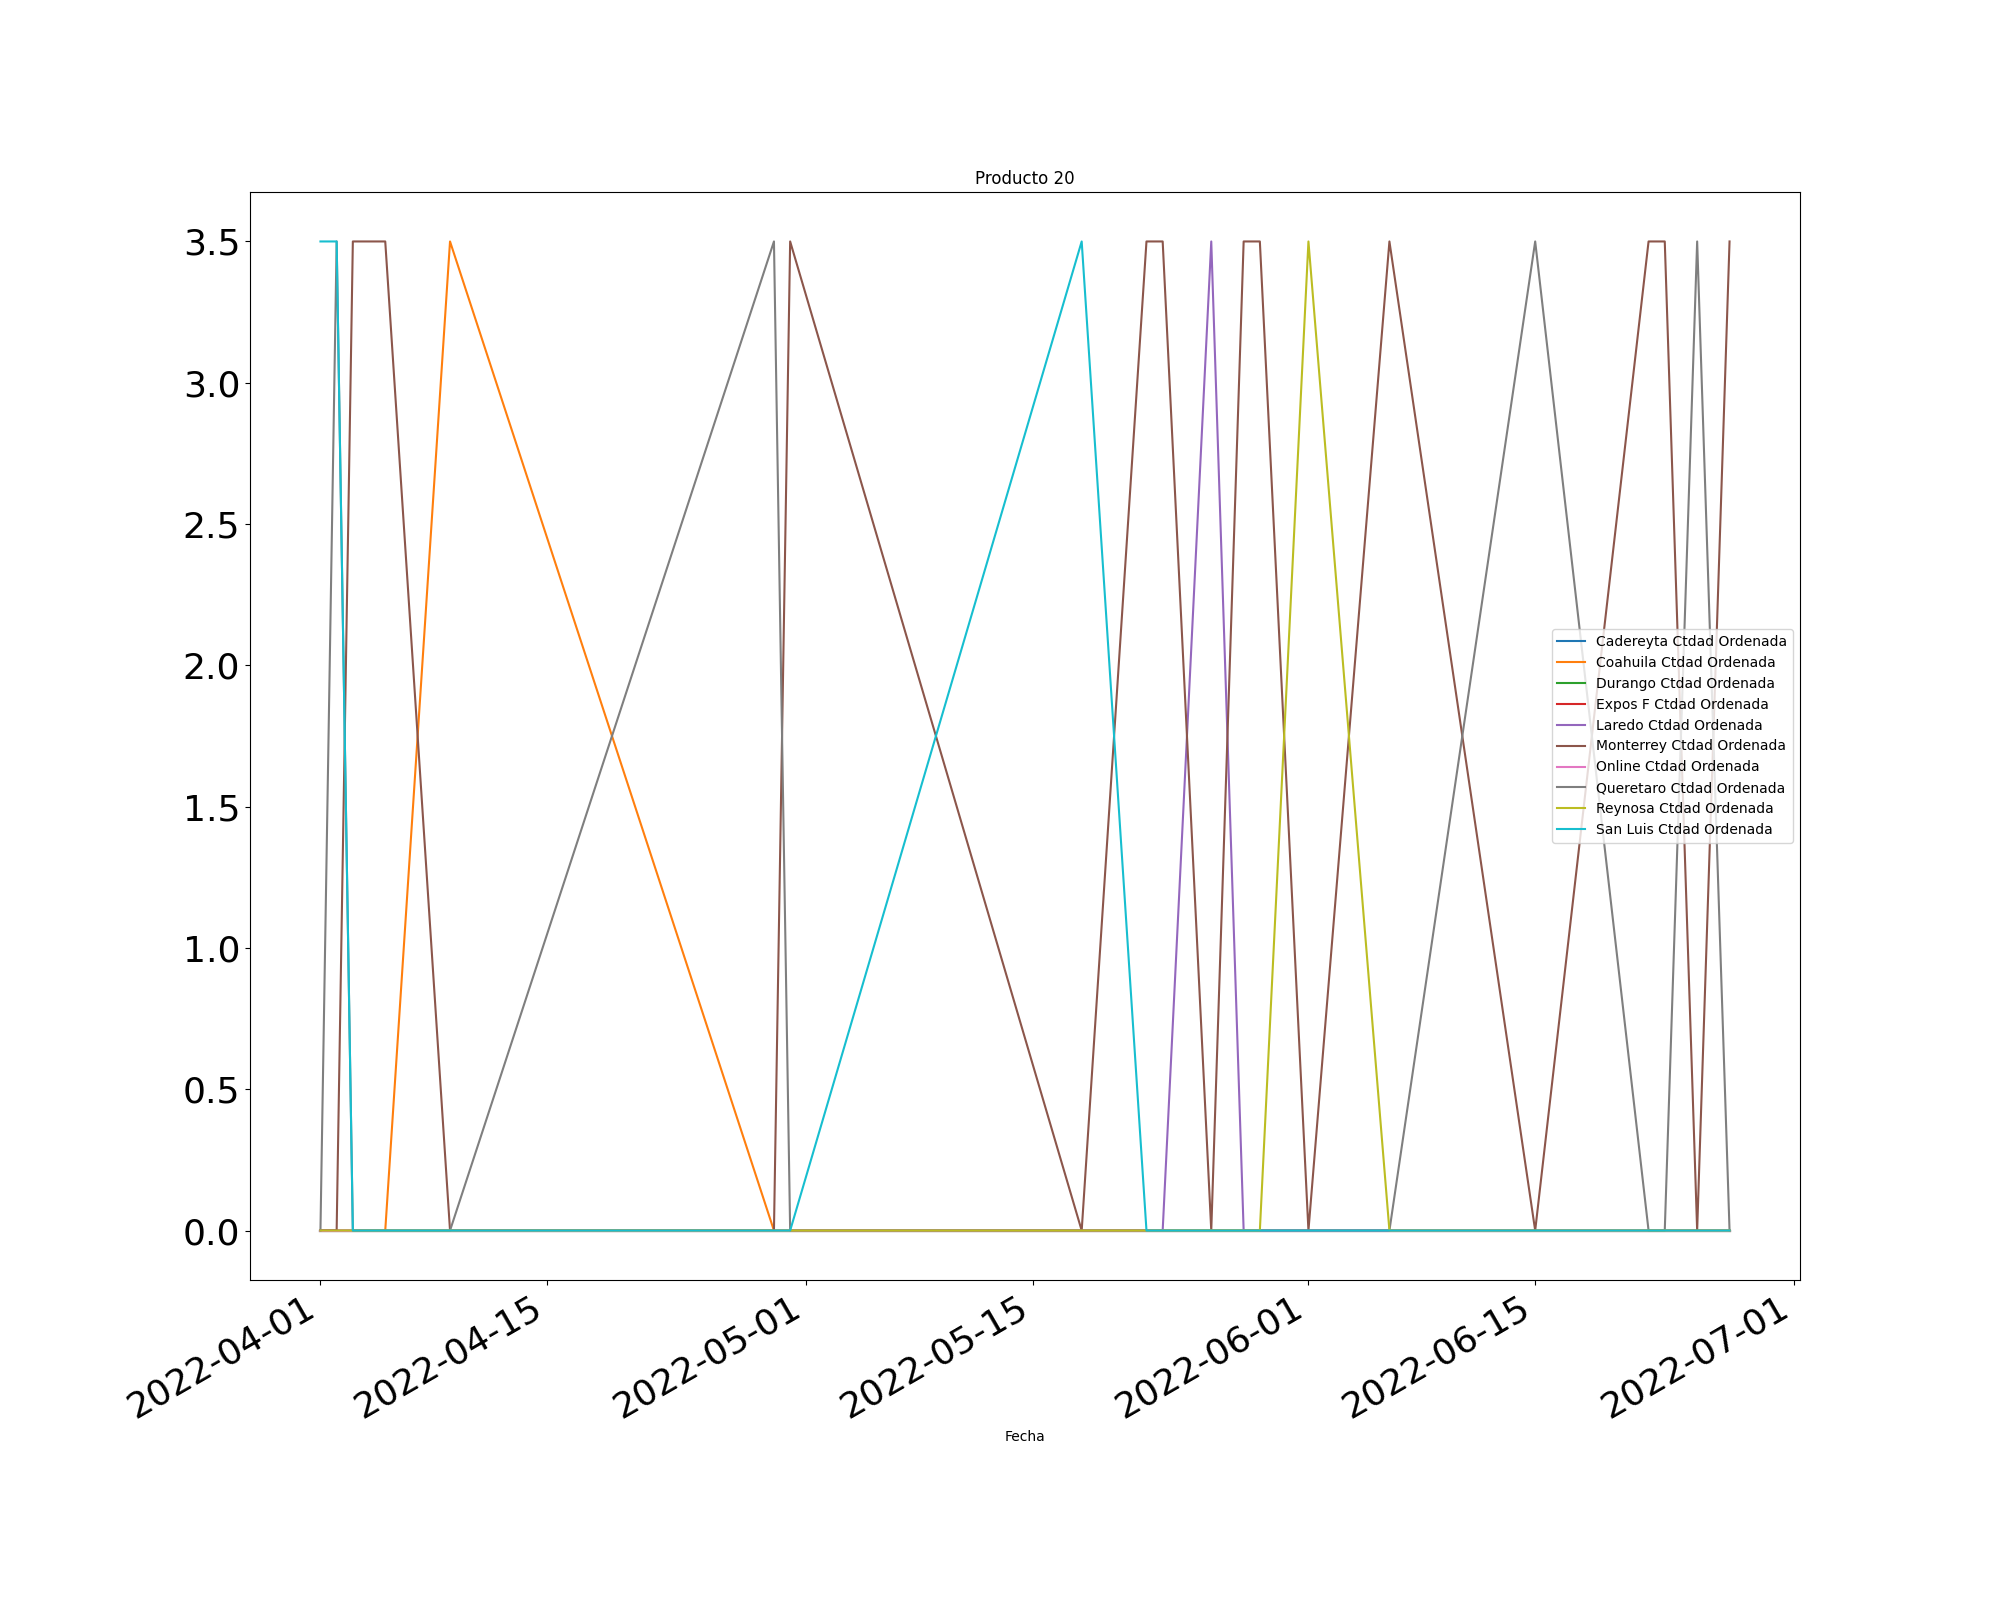 Producto 20
3.5
3.0
2.5
2.0
1.5
1.0
0.5
0.0
Cadereyta Ctdad Ordenada
Coahuila Ctdad Ordenada
Durango Ctdad Ordenada
Expos F Ctdad Ordenada
Laredo Ctdad Ordenada
Monterrey Ctdad Ordenada
Online Ctdad Ordenada
Queretaro Ctdad Ordenada
Reynosa Ctdad Ordenada
San Luis Ctdad Ordenada
2022-04-01
2022-04-15
2022-05-01
2022-05-15
2022-06-01
2022-06-15
2022-07-01
Fecha